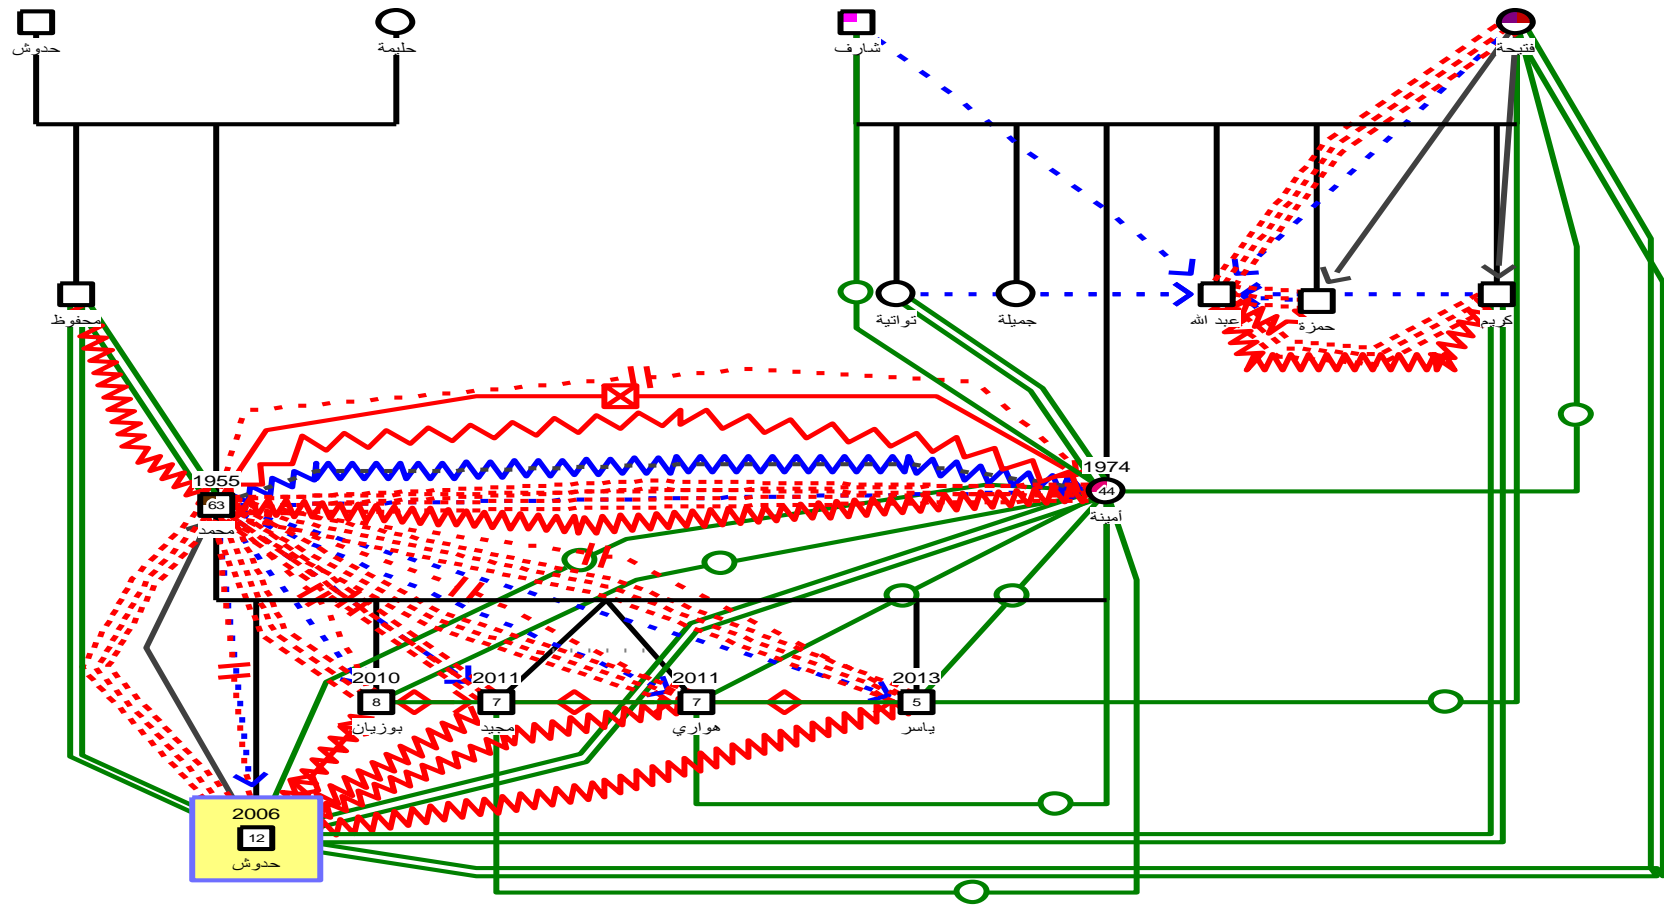 حدوش
حليمة
شارف
فتيحة
محفوظ
تواتية
جميلة
عبد الله
حمزة
كريم
1955
63
محمد
1974
44
أمينة
2010
8
بوزيان
2011
7
مجيد
2011
7
هواري
2013
5
ياسر
2006
12
حدوش